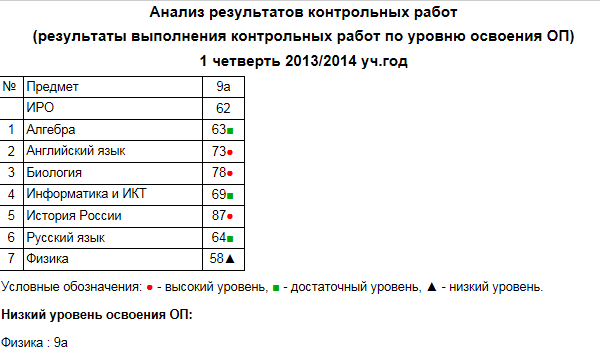 Анализ результатов контрольных работ
(результаты выполнения контрольных работ по уровню освоения ОП)
1 четверть 2013/2014 уч.год
№ Предмет 9а
ИРО 62
1 Алгебра 63■
2 Английский язык 73●
3 Биология 78●
4 Информатика и ИКТ 69■
5 История России 87●
6 Русский язык 64■
7 Физика 58▲
Условные обозначения: ● - высокий уровень, ■ - достаточный уровень, ▲ - низкий уровень.
Низкий уровень освоения ОП:
Физика : 9а